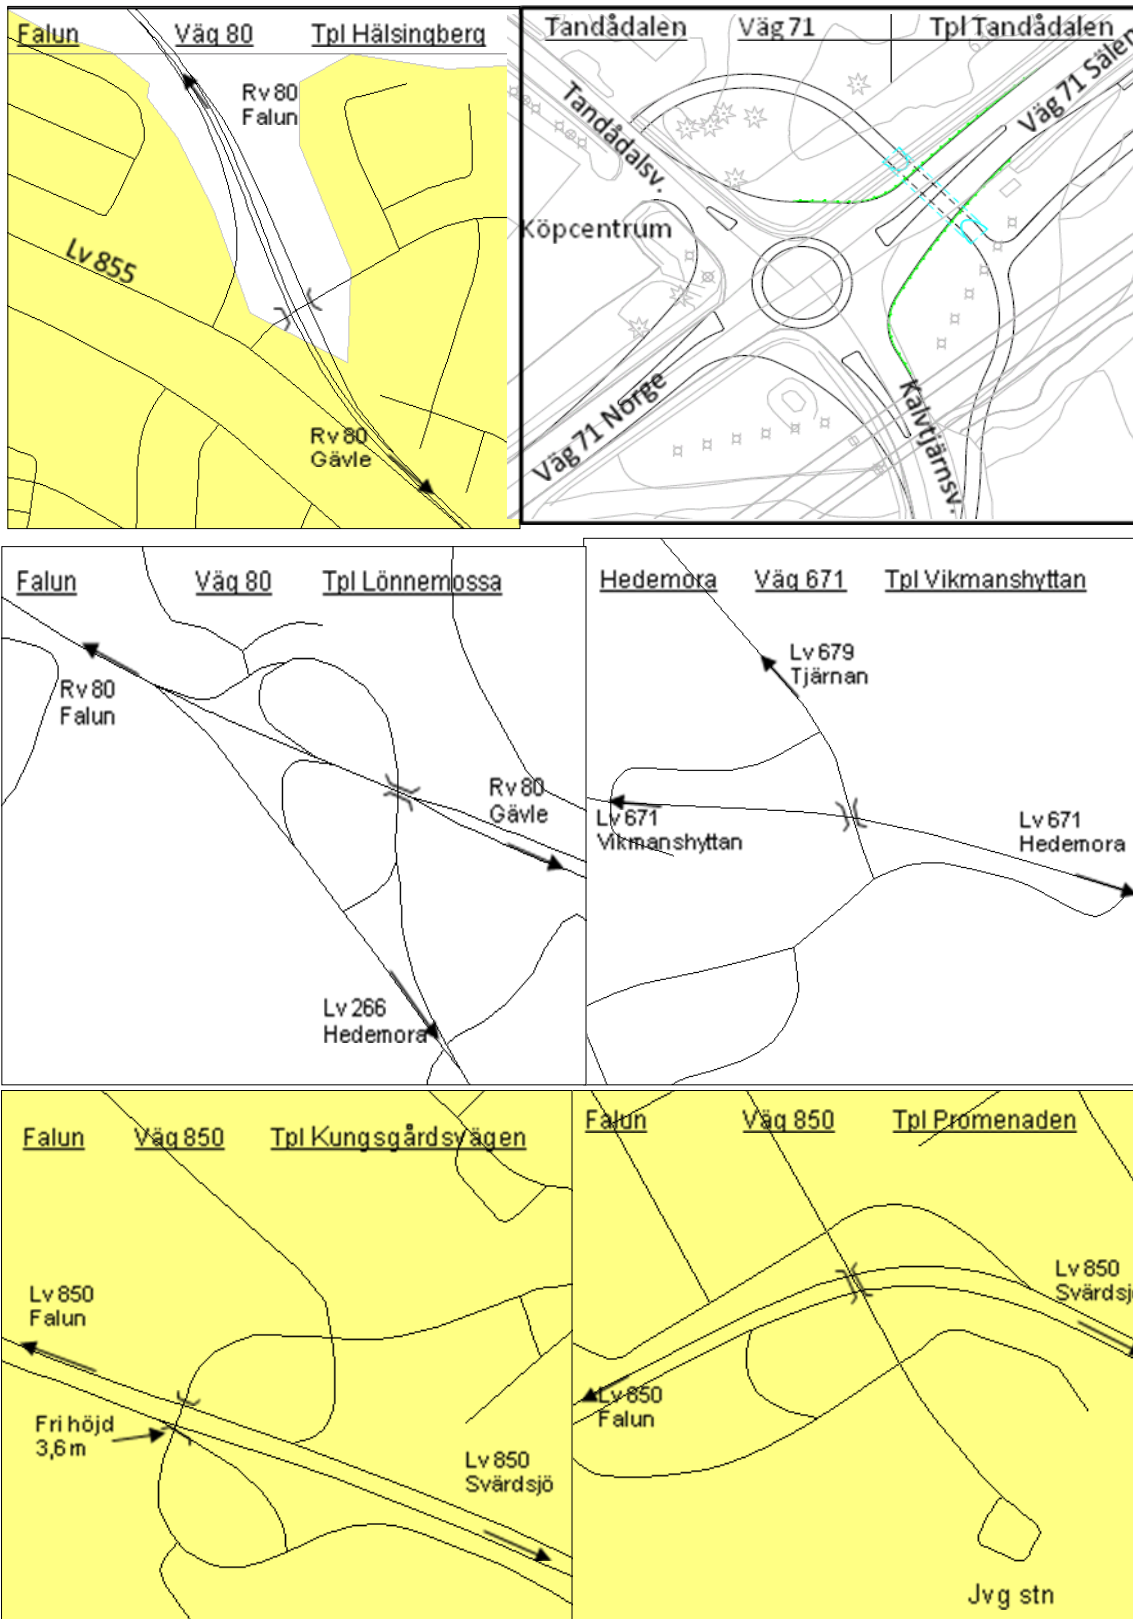 Falun Väg 80 Tpl Hälsingberg
Rv 80
Falun
Lv 855
Rv 80
Gävle
Tandådalen Väg 71 Tpl Tandådalen
Tandådalsv.
Väg 71 Sälen
Köpcentrum
Väg 71 Norge
Kalvtjärnsv.
Falun Väg 80 Tpl Lönnemossa
Rv 80
Falun
Rv 80
Gävle
Lv 266
Hedemora
Hedemora Väg 671 Tpl Vikmanshyttan
Lv 679
Tjärnan
Lv 671
Vikmanshyttan
Lv 671
Hedemora
Falun Väg 850 Tpl Kungsgårdsvägen
Lv 850
Falun
Fri höjd
3,6 m
Lv 850
Svärdsjö
Falun Väg 850 Tpl Promenaden
Lv 850
Svärdsj
Lv 850
Falun
Jvg stn